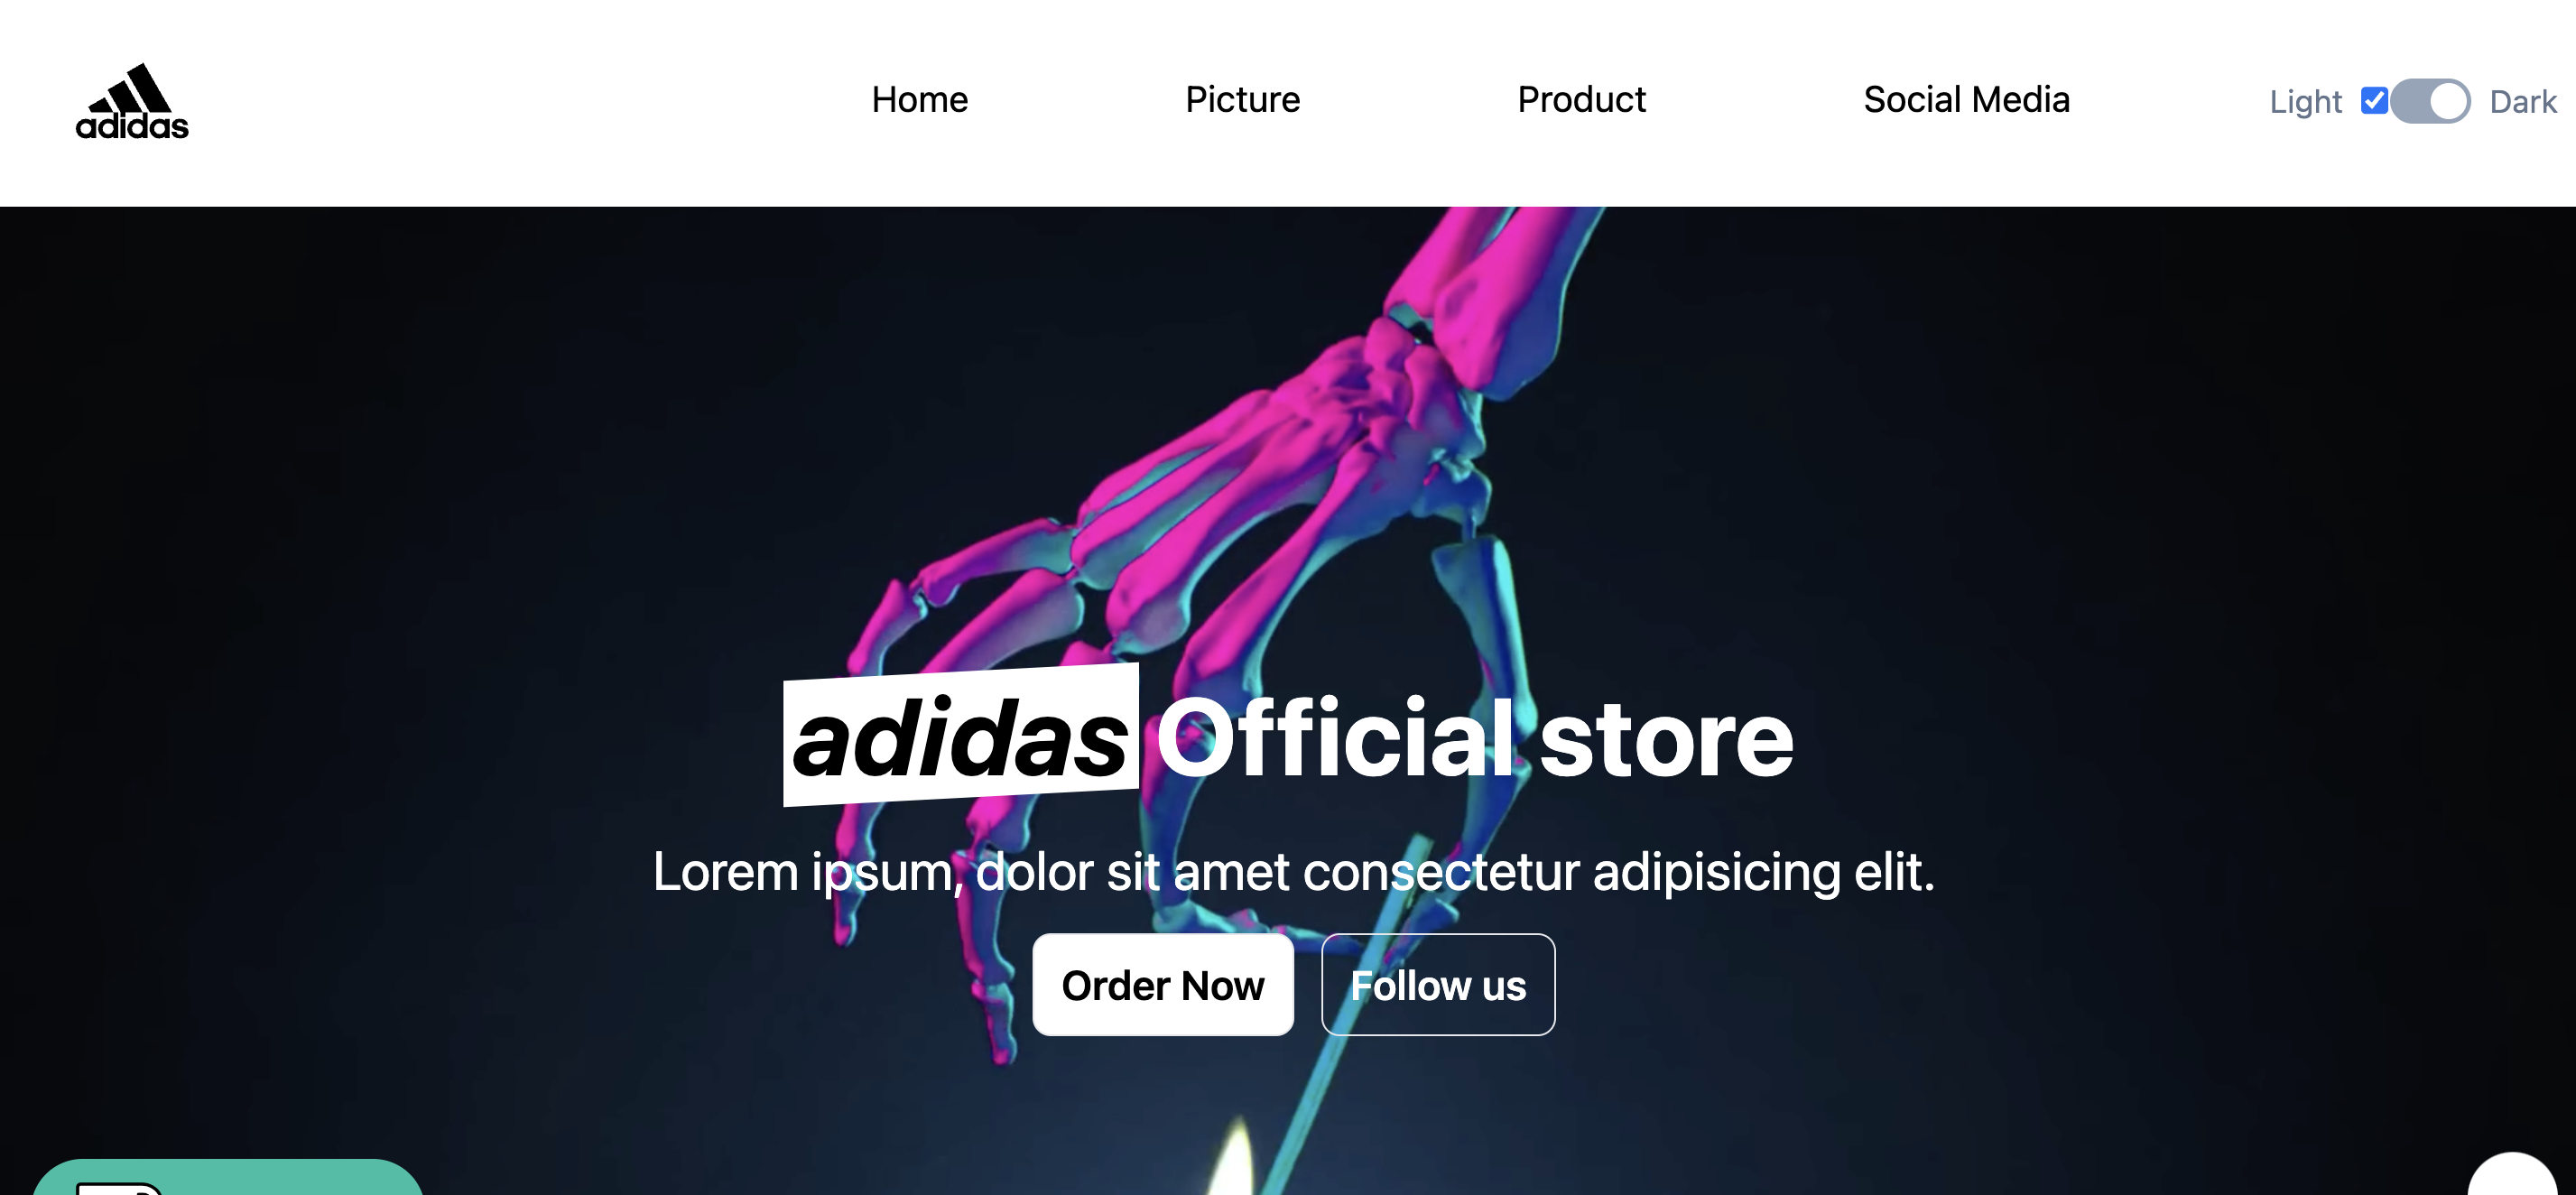 adidas
Home Picture Product Social Media Light Dark
adidas Official store
Lorem ipsum, dolor sit amet consectetur adipisicing elit.
Order Now Follow us